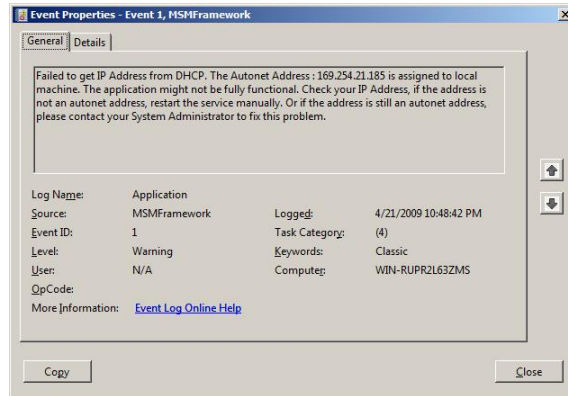 Event Properties - Event 1, MSMFramework
General
Details
Failed to get IP Address from DHCP. The Autonet Address : 169.254.21.185 is assigned to local
machine. The application might not be fully functional. Check your IP Address, if the address is
not an autonet address, restart the service manually. Or if the address is still an autonet address,
please contact your System Administrator to fix this problem.
Log Name: Application
Source: MSMFramework Logged: 4/21/2009 10:48:42 PM
Event ID: 1 Task Category: (4)
Level: Warning Keywords: Classic
User: N/A Computer: WIN-RUPR2L63ZMS
OpCode:
More Information: Event Log Online Help
Copy
Close